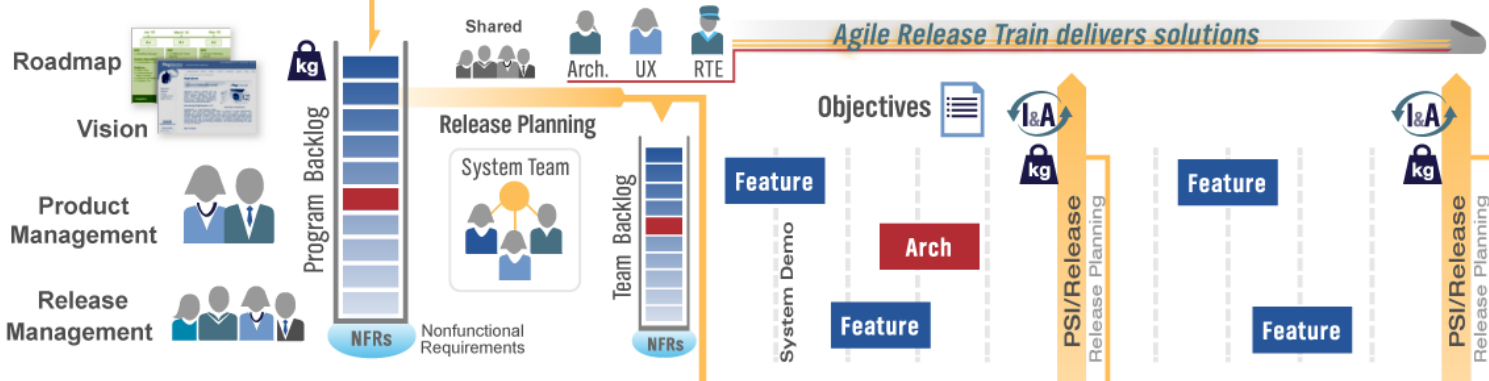 Roadmap
Vision
Product
Management
Release
Management
kg
Program Backlog
NFRs
Nonfunctional
Requirements
Shared
Arch.
UX
RTE
Release Planning
System Team
Team Backlog
NFRs
Agile Release Train delivers solutions
Objectives
Feature
System Demo
Arch
Feature
I&A
kg
PSI/Release
Release Planning
Feature
Feature
I&A
kg
PSI/Release
Release Planning